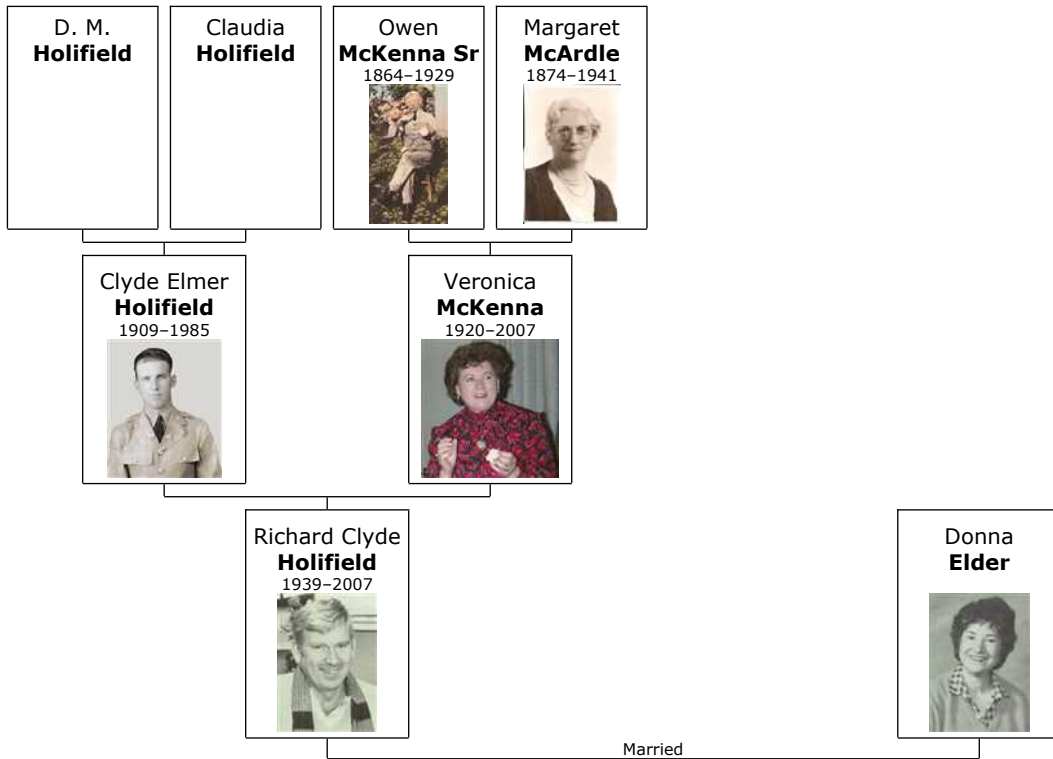 D. M.
Holifield
Claudia
Holifield
Owen
McKenna Sr
1864–1929
Margaret
McArdle
1874–1941
Clyde Elmer
Holifield
1909–1985
Veronica
McKenna
1920–2007
Richard Clyde
Holifield
1939–2007
Donna
Elder
Married